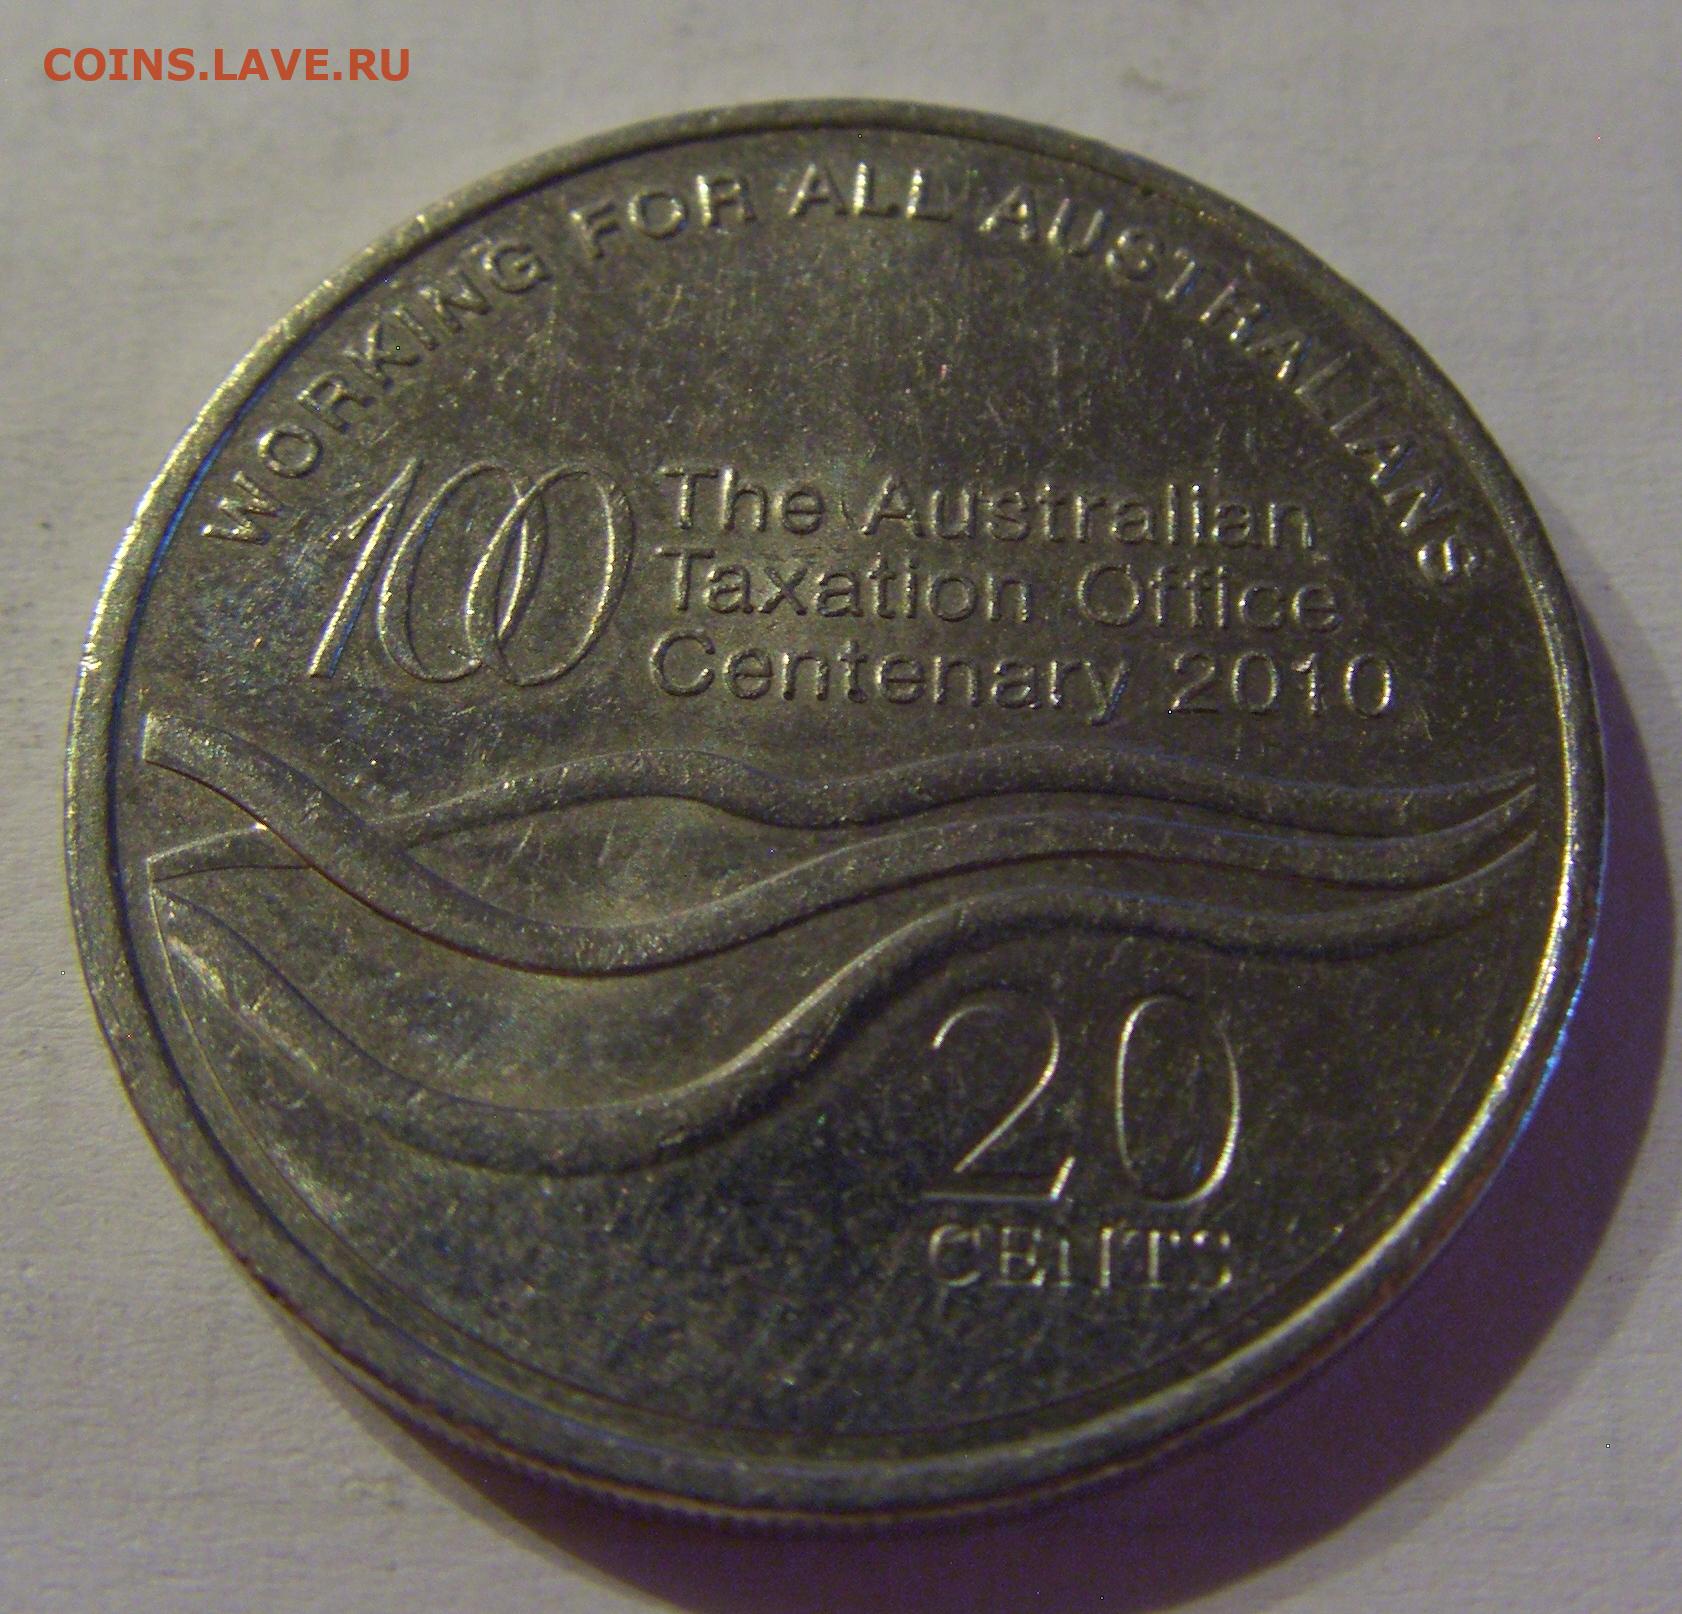 COINS.LAVE.RU
WORKING FOR ALL AUSTRALIANS
100
The Australian
Taxation Office
Centenary 2010
20
CENTS